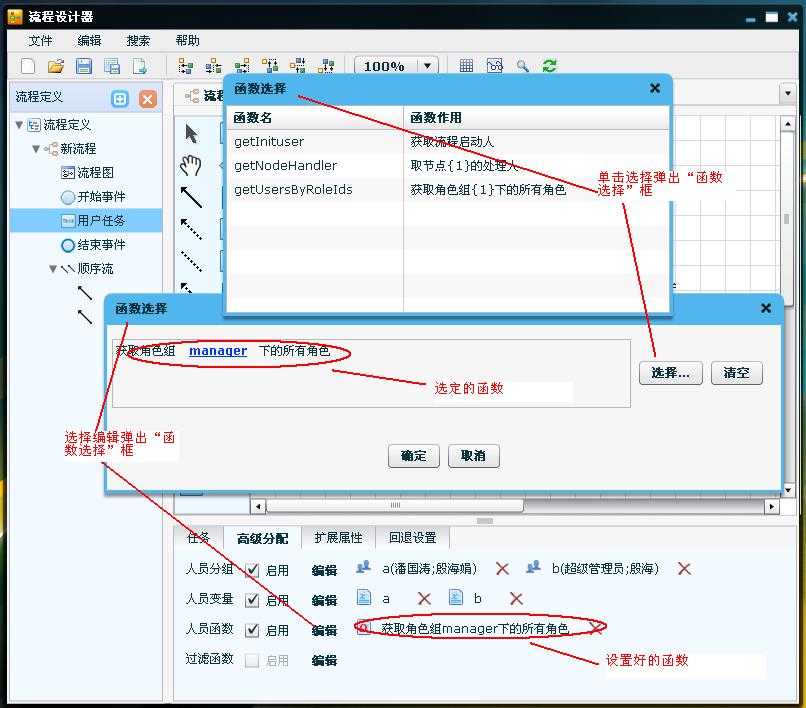 流程设计器
文件 编辑 搜索 帮助
100%
流程定义
流程定义
新流程
流程图
开始事件
用户任务
结束事件
顺序流
流程
函数选择
函数名 函数作用
getInituser 获取流程启动人
getNodeHandler 取节点{1}的处理人
getUsersByRoleIds 获取角色组{1}下的所有角色
单击选择弹出“函数
选择”框
函数选择
获取角色组 manager 下的所有角色
选择... 清空
选定的函数
确定 取消
选择编辑弹出“函
数选择”框
任务 高级分配 扩展属性 回退设置
人员分组 启用 编辑 a(潘国涛;殷海娟) b(超级管理员;殷海)
人员变量 启用 编辑 a b
人员函数 启用 编辑 获取角色组manager下的所有角色
过滤函数 启用 编辑
设置好的函数